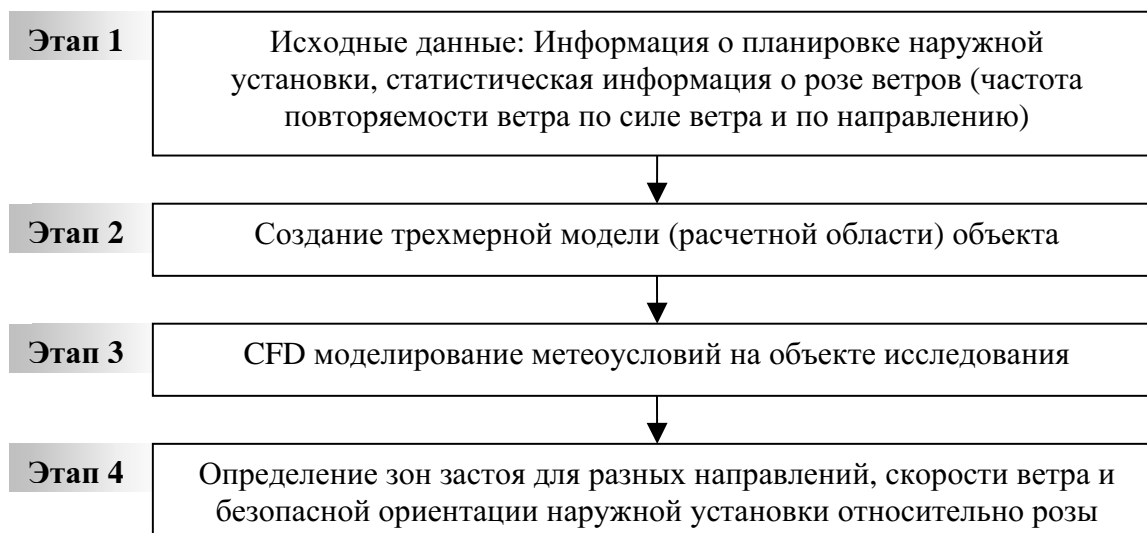 Этап 1
Исходные данные: Информация о планировке наружной
установки, статистическая информация о розе ветров (частота
повторяемости ветра по силе ветра и по направлению)
Этап 2
Создание трехмерной модели (расчетной области) объекта
Этап 3
CFD моделирование метеоусловий на объекте исследования
Этап 4
Определение зон застоя для разных направлений, скорости ветра и
безопасной ориентации наружной установки относительно розы